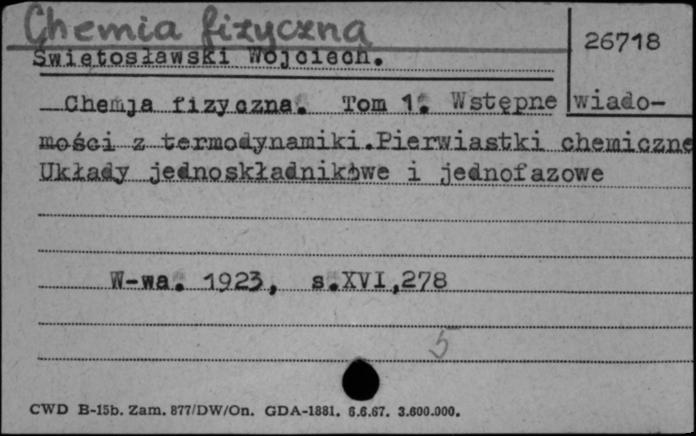 Chemia fizyczna
26718
Świętosławski Wojciech.
Chemja fizyczna. Tom 1. Wstępne wiado-
mości z termodynamiki.Pierwiastki chemiczne
Układy jednoskładnikowe i jednofazowe
W-wa. 1923, s.XVI,278
5
CWD B-15b. Zam. 877/DW/On. GDA-1881. 6.6.67. 3.600.000.